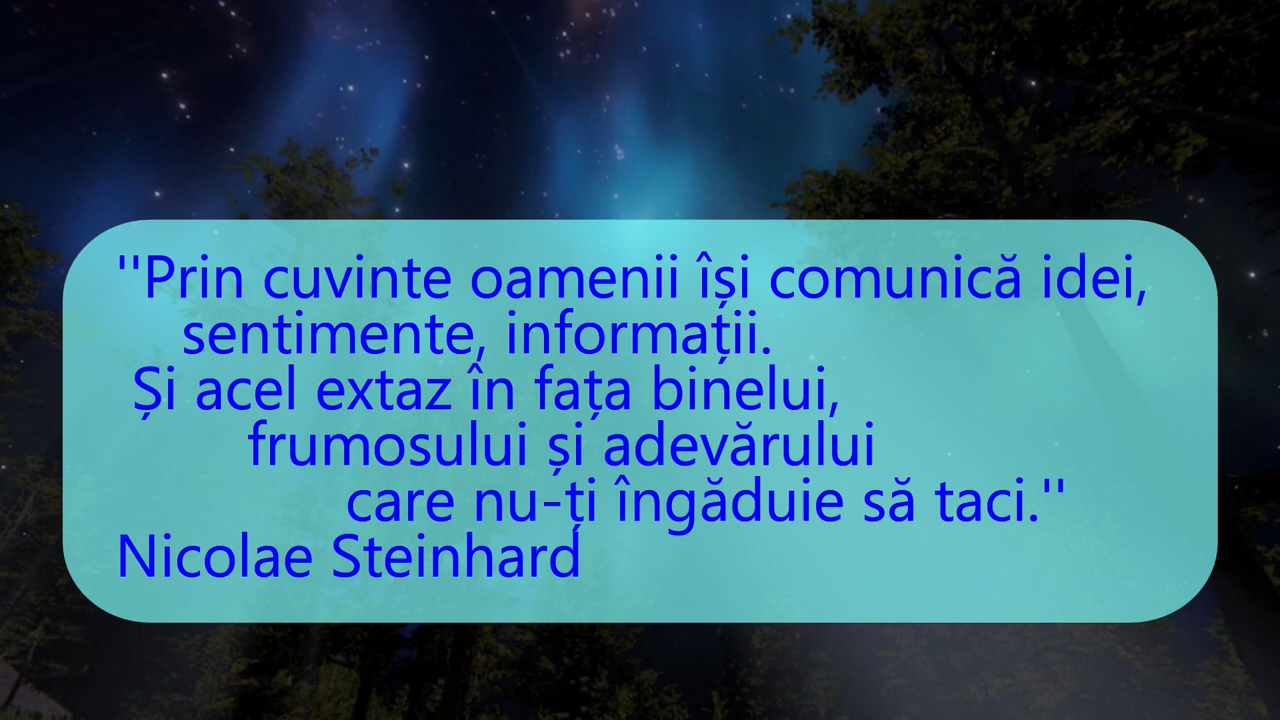 ''Prin cuvinte oamenii își comunică idei,
sentimente, informații.
Și acel extaz în fața binelui,
frumosului și adevărului
care nu-ți îngăduie să taci.''
Nicolae Steinhard